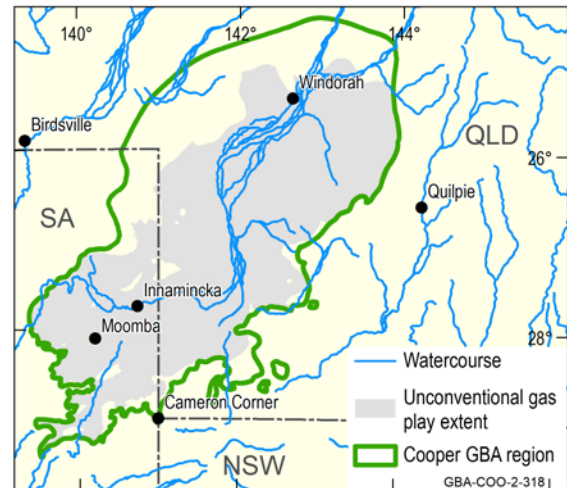 140°
142°
144°
Windorah
Birdsville
QLD
26°
SA
Quilpie
Innamincka
Moomba
28°
Watercourse
Unconventional gas
play extent
Cameron Corner
Cooper GBA region
NSW
GBA-COO-2-318